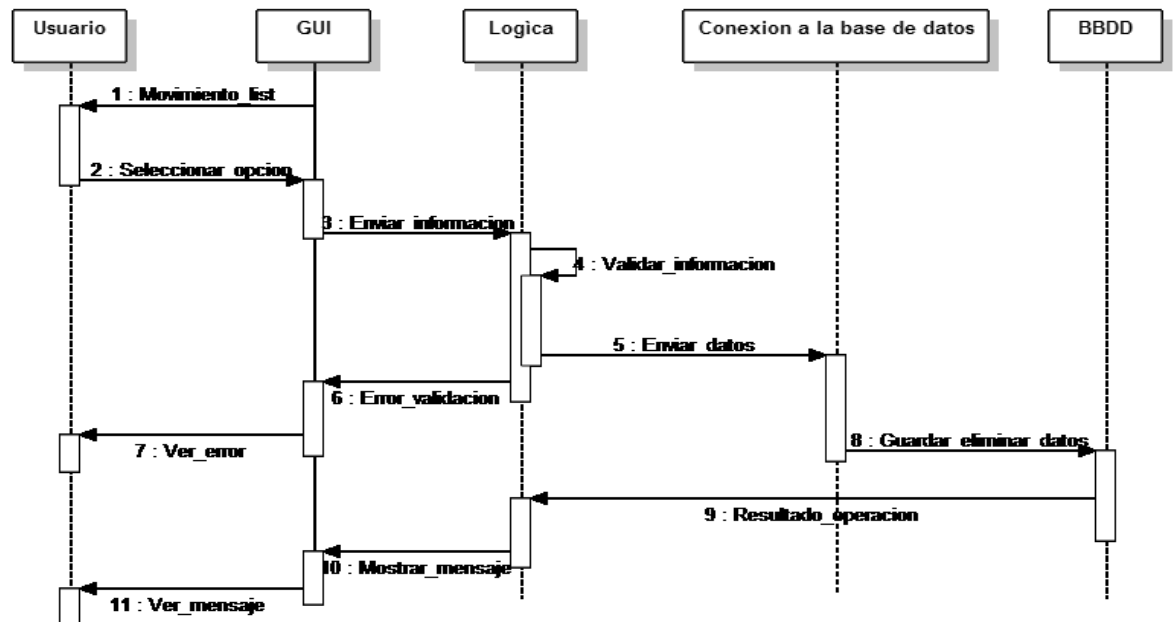 Usuario
GUI
Logica
Conexion a la base de datos
BBDD
1 : Movimiento_list
2 : Seleccionar_opcion
3 : Enviar_informacion
4 : Validar_informacion
5 : Enviar_datos
6 : Error_validacion
7 : Ver_error
8 : Guardar_eliminar_datos
9 : Resultado_operacion
10 : Mostrar_mensaje
11 : Ver_mensaje